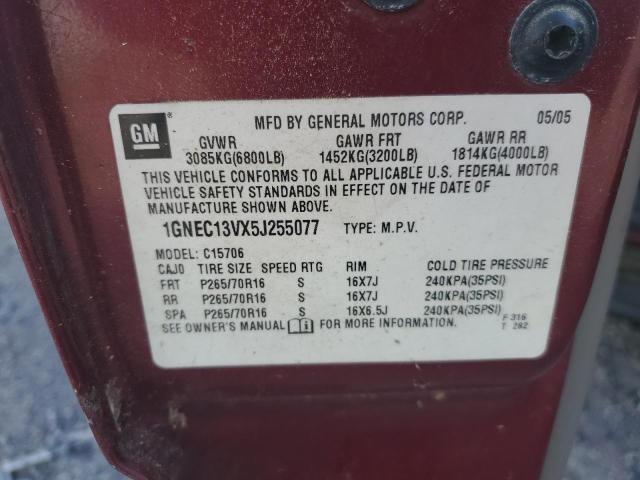 GM ®
MFD BY GENERAL MOTORS CORP. 05/05
GVWR GAWR FRT GAWR RR
3085KG(6800LB) 1452KG(3200LB) 1814KG(4000LB)
THIS VEHICLE CONFORMS TO ALL APPLICABLE U.S. FEDERAL MOTOR
VEHICLE SAFETY STANDARDS IN EFFECT ON THE DATE OF
MANUFACTURE SHOWN ABOVE.
1GNEC13VX5J255077 TYPE: M.P.V.
MODEL: C15706
CAJ0 TIRE SIZE SPEED RTG RIM COLD TIRE PRESSURE
FRT P265/70R16 S 16X7J 240KPA(35PSI)
RR P265/70R16 S 16X7J 240KPA(35PSI)
SPA P265/70R16 S 16X6.5J 240KPA(35PSI)
SEE OWNER'S MANUAL FOR MORE INFORMATION.
F 316
T 282